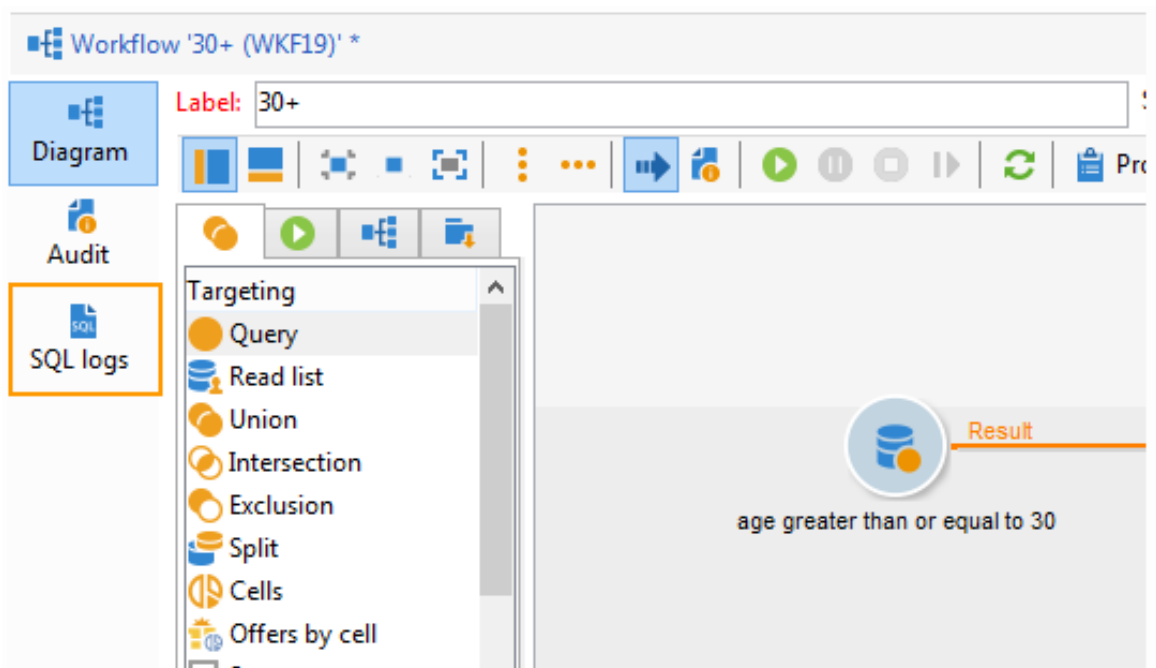 Workflow '30+ (WKF19)' *
Label: 30+
Diagram
Audit
SQL
SQL logs
Targeting
Query
Read list
Union
Intersection
Exclusion
Split
Cells
Offers by cell
Result
age greater than or equal to 30